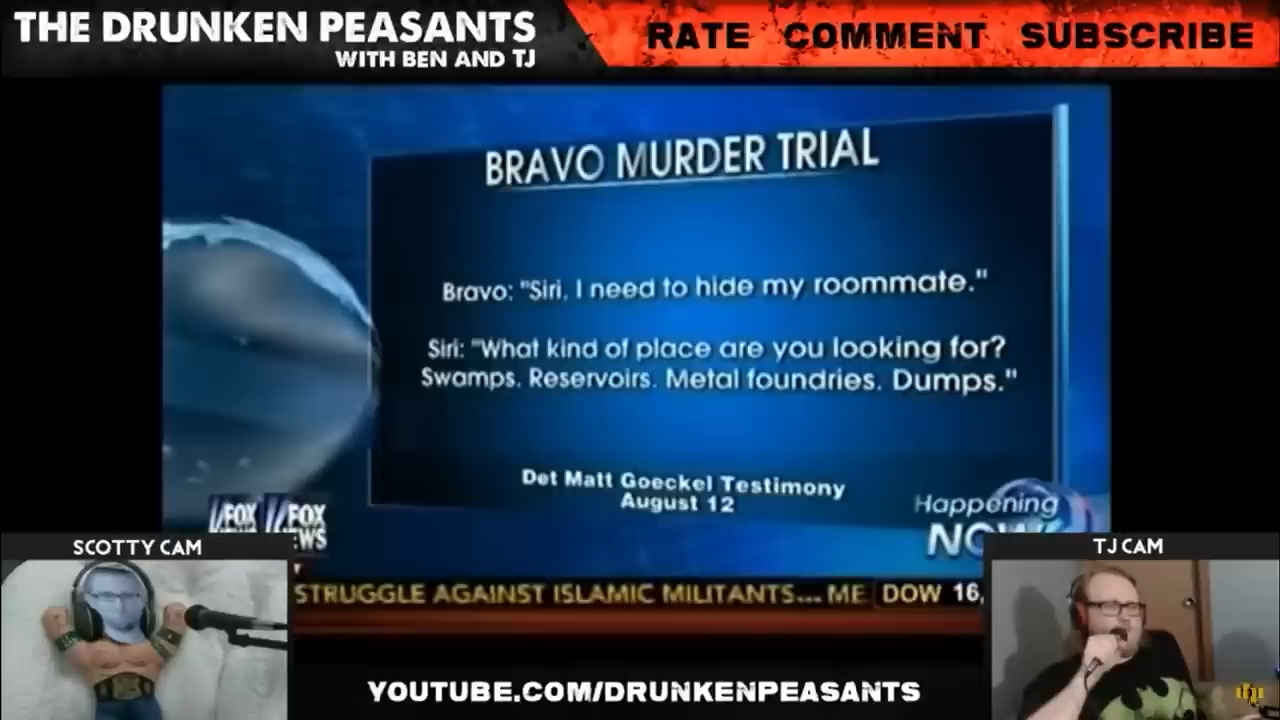 THE DRUNKEN PEASANTS
WITH BEN AND TJ
RATE COMMENT SUBSCRIBE
BRAVO MURDER TRIAL
Bravo: "Siri, I need to hide my roommate."
Siri: "What kind of place are you looking for?
Swamps. Reservoirs. Metal foundries. Dumps."
Det Matt Goeckel Testimony
August 12
Happening
NOW
FOX NEWS
FOX NEWS
SCOTTY CAM
TJ CAM
STRUGGLE AGAINST ISLAMIC MILITANTS... ME DOW 16,
YOUTUBE.COM/DRUNKENPEASANTS